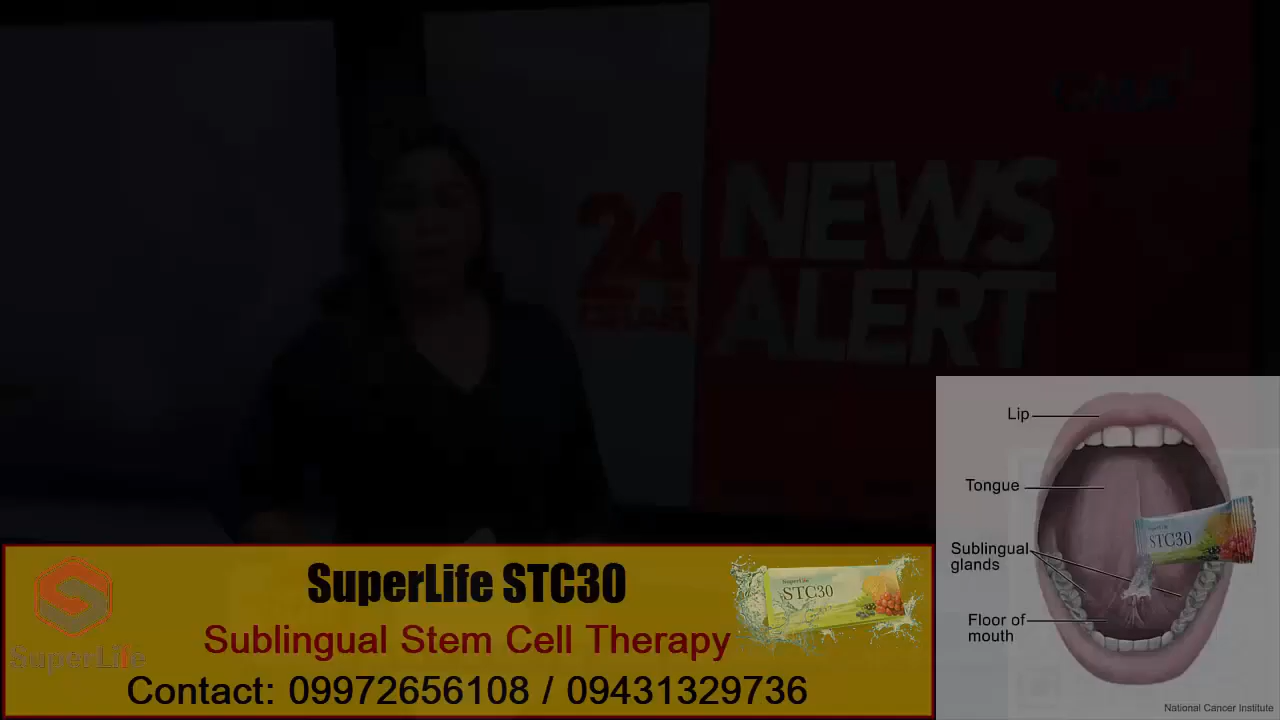 24
NEWS
ALERT
Lip
Tongue
Sublingual
glands
STC30
Floor of
mouth
National Cancer Institute
SuperLife STC30
Sublingual Stem Cell Therapy
Contact: 09972656108 / 09431329736
SuperLife
SuperLife
STC30